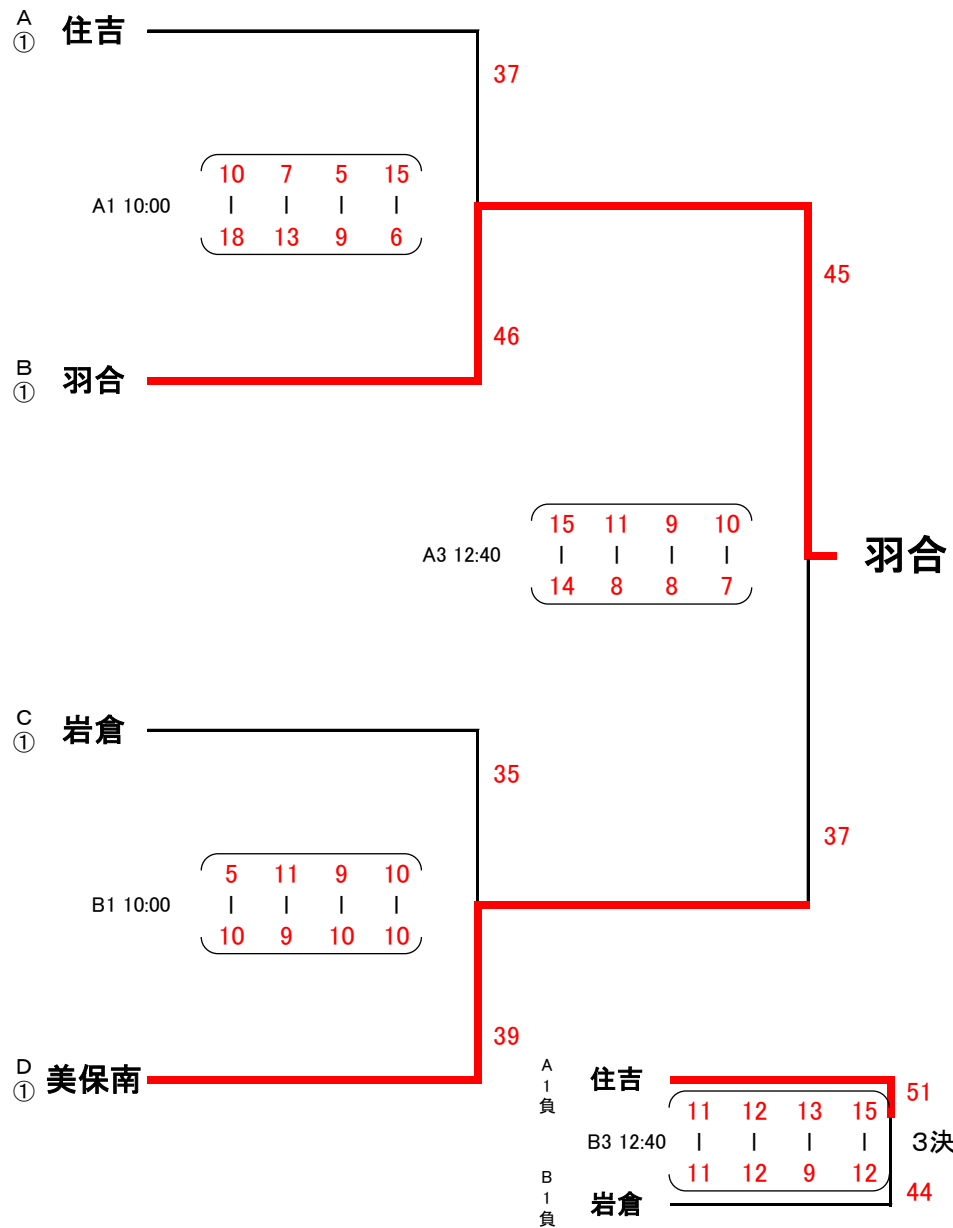 A
①
住吉
37
10 7 5 15
A1 10:00
| | | |
18 13 9 6
45
46
B
①
羽合
15 11 9 10
A3 12:40
| | | |
14 8 8 7
羽合
C
①
岩倉
35
37
5 11 9 10
B1 10:00
| | | |
10 9 10 10
39
D
①
美保南
A
1
負
住吉
51
11 12 13 15
B3 12:40
| | | |
3決
11 12 9 12
B
1
負
岩倉
44